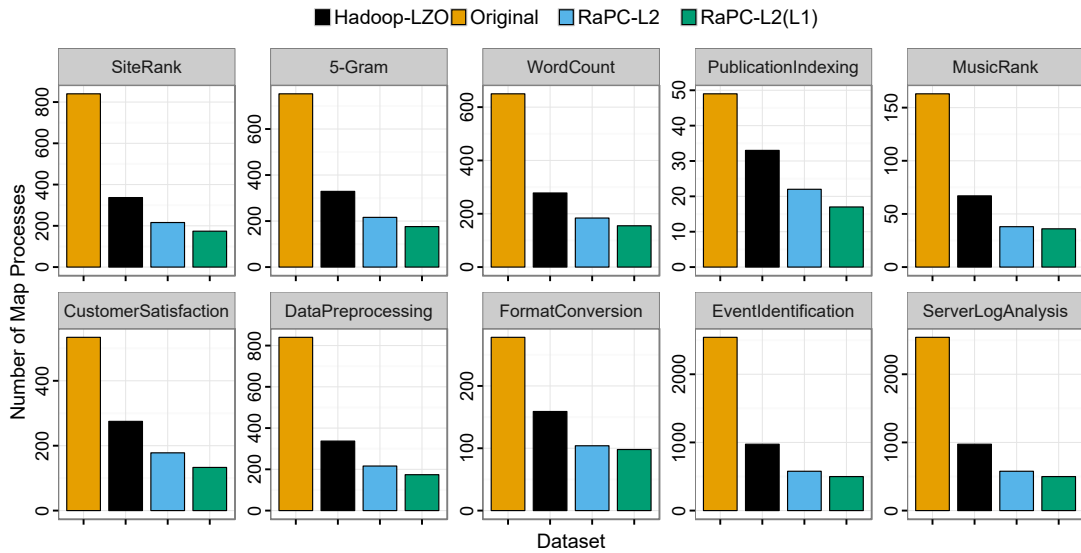 Hadoop-LZO Original RaPC-L2 RaPC-L2(L1)
SiteRank 5-Gram WordCount PublicationIndexing MusicRank
0 200 400 600 800
0 200 400 600
0 200 400 600
0 10 20 30 40 50
0 50 100 150
Number of Map Processes
CustomerSatisfaction DataPreprocessing FormatConversion EventIdentification ServerLogAnalysis
0 200 400
0 200 400 600 800
0 100 200
0 1000 2000
0 1000 2000
Dataset